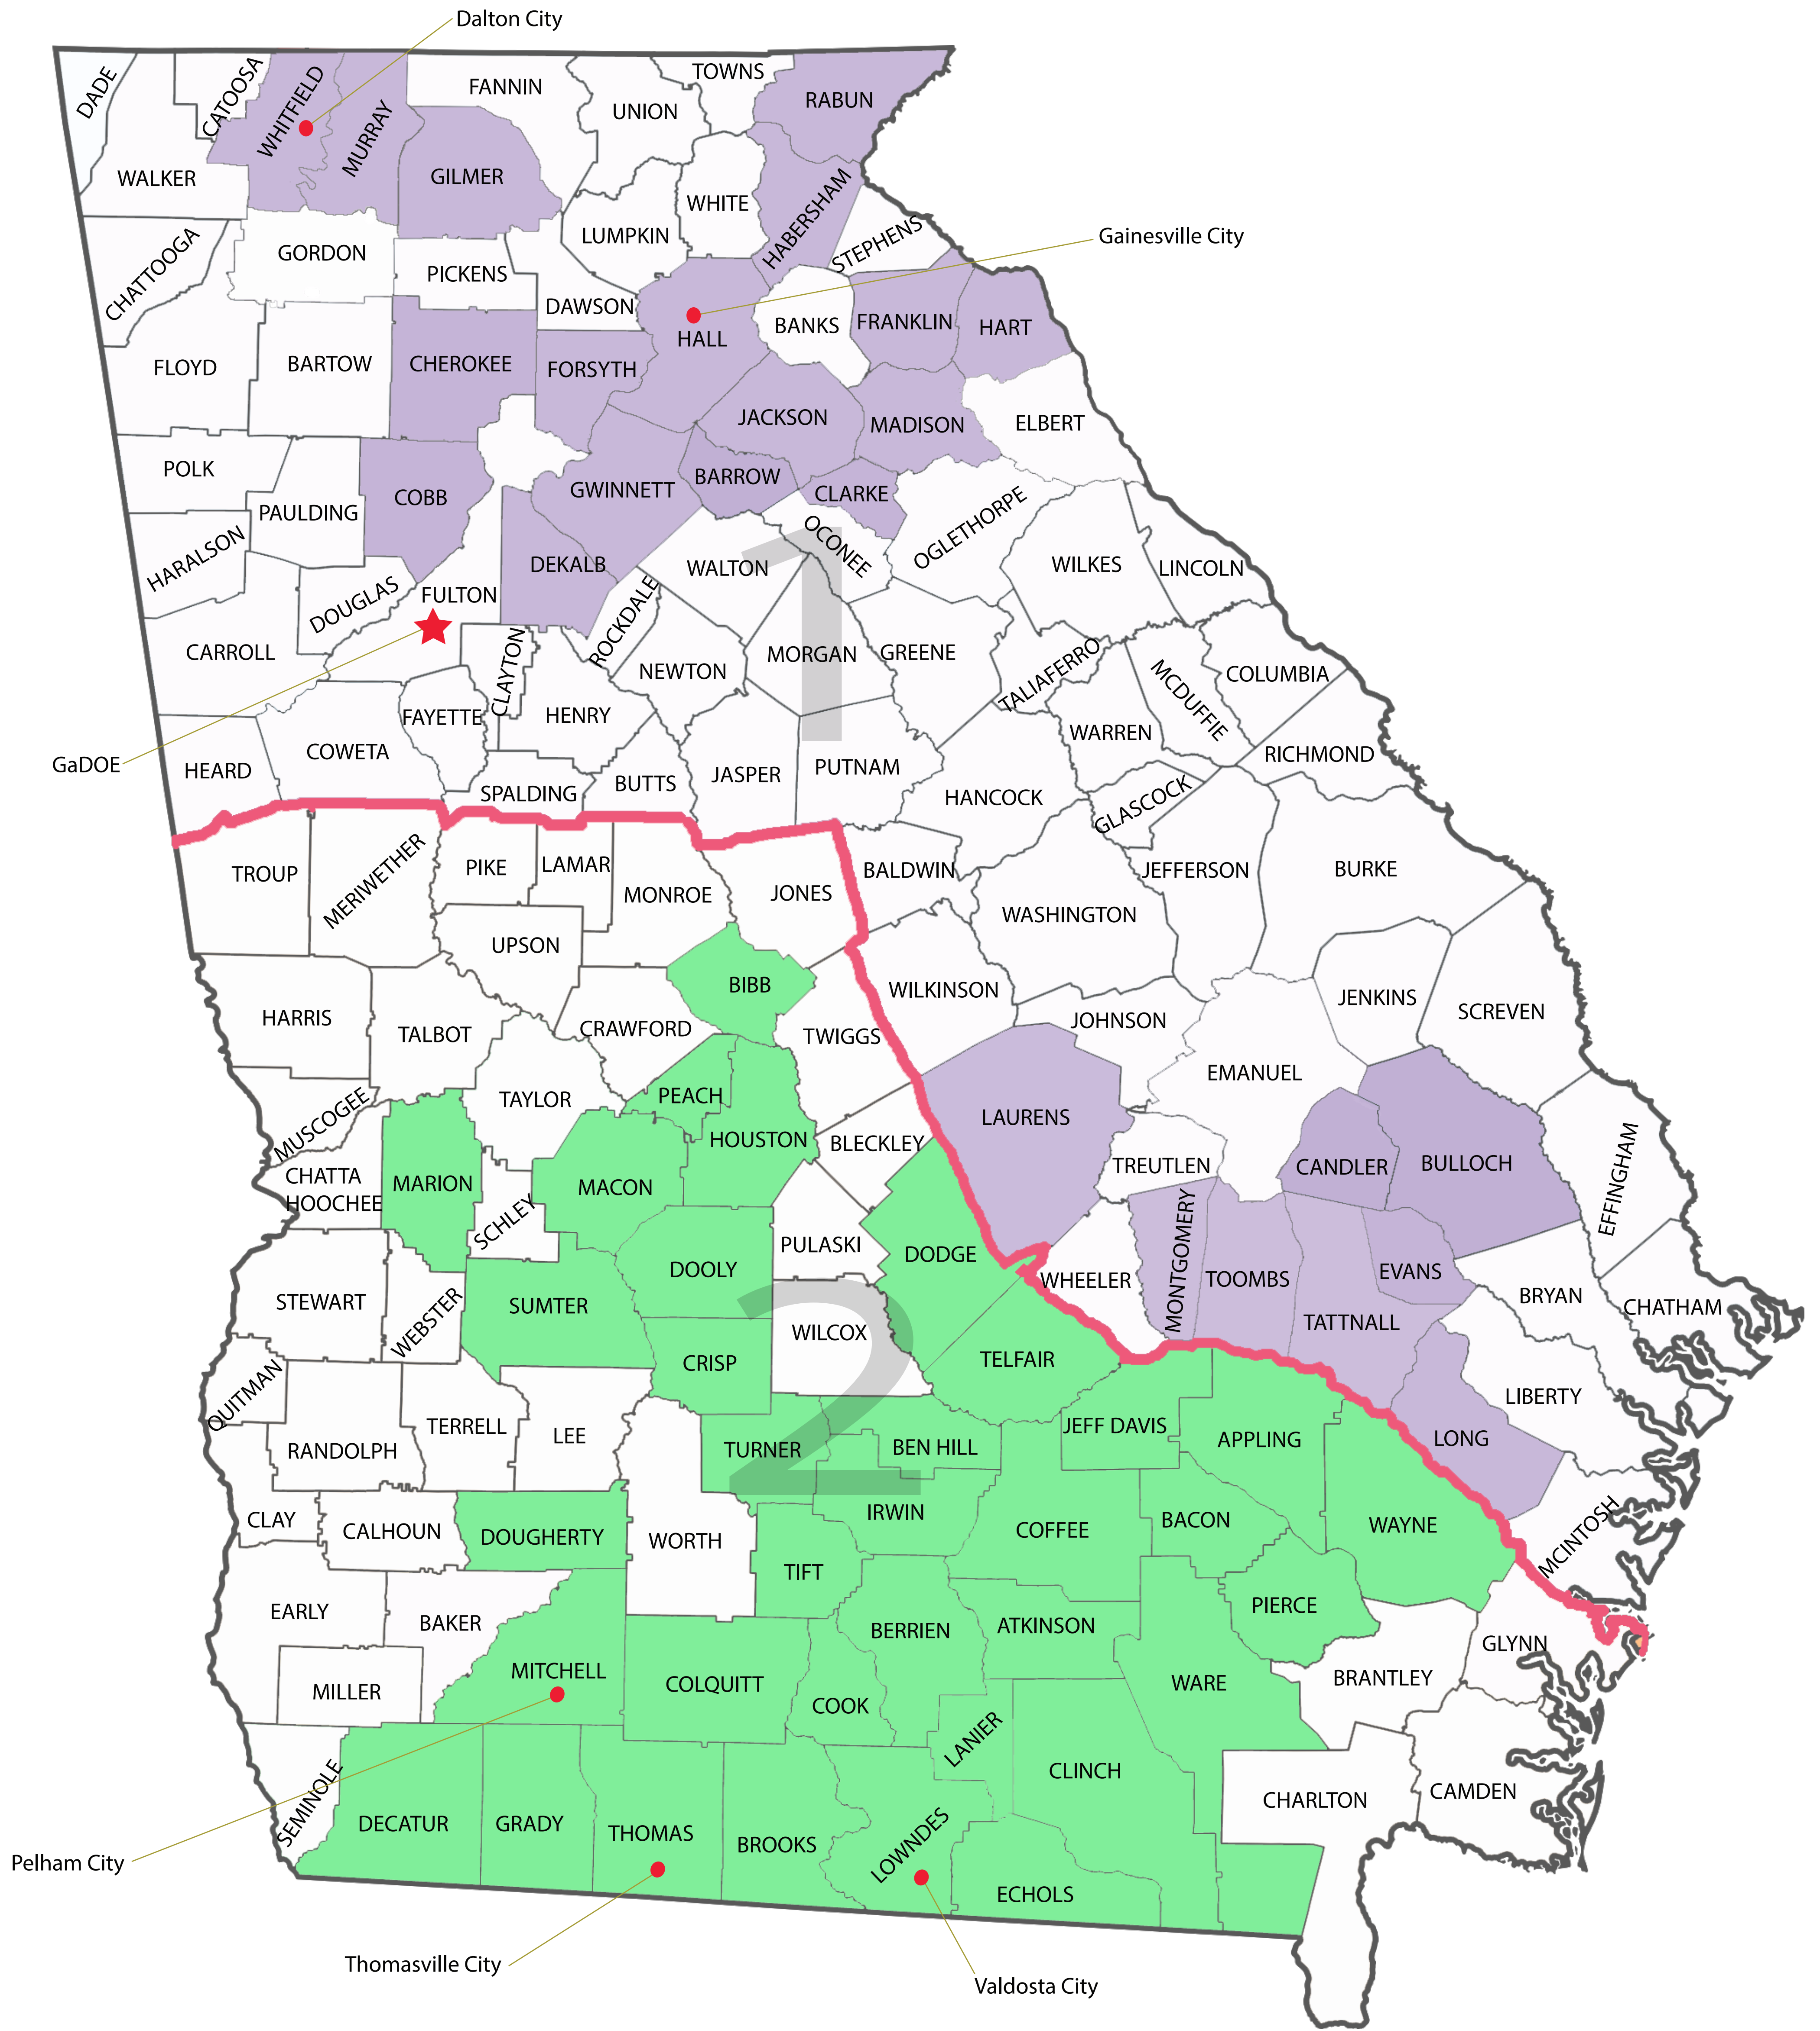 Dalton City
DADE
CATOOSA
WHITFIELD
MURRAY
FANNIN
UNION
TOWNS
RABUN
WALKER
GILMER
WHITE
HABERSHAM
LUMPKIN
STEPHENS
Gainesville City
CHATTOOGA
GORDON
PICKENS
DAWSON
HALL
BANKS
FRANKLIN
HART
FLOYD
BARTOW
CHEROKEE
FORSYTH
JACKSON
MADISON
ELBERT
POLK
COBB
GWINNETT
BARROW
CLARKE
PAULDING
HARALSON
OCONEE
OGLETHORPE
DEKALB
WALTON
WILKES
LINCOLN
DOUGLAS
FULTON
ROCKDALE
1
CARROLL
CLAYTON
NEWTON
MORGAN
GREENE
TALIAFERRO
MCDUFFIE
COLUMBIA
FAYETTE
HENRY
WARREN
GaDOE
HEARD
COWETA
SPALDING
BUTTS
JASPER
PUTNAM
HANCOCK
GLASCOCK
RICHMOND
TROUP
MERIWETHER
PIKE
LAMAR
MONROE
JONES
BALDWIN
JEFFERSON
BURKE
WASHINGTON
UPSON
BIBB
WILKINSON
JENKINS
SCREVEN
HARRIS
TALBOT
CRAWFORD
TWIGGS
JOHNSON
EMANUEL
MUSCOGEE
TAYLOR
PEACH
LAURENS
HOUSTON
BLECKLEY
TREUTLEN
CANDLER
BULLOCH
EFFINGHAM
CHATTA
HOOCHEE
MARION
SCHLEY
MACON
PULASKI
DODGE
MONTGOMERY
STEWART
WEBSTER
SUMTER
DOOLY
WHEELER
TOOMBS
EVANS
BRYAN
CHATHAM
TATTNALL
2
WILCOX
CRISP
TELFAIR
QUITMAN
RANDOLPH
TERRELL
LEE
TURNER
BEN HILL
JEFF DAVIS
APPLING
LONG
LIBERTY
CLAY
CALHOUN
DOUGHERTY
WORTH
IRWIN
COFFEE
BACON
WAYNE
MCINTOSH
EARLY
BAKER
TIFT
BERRIEN
ATKINSON
PIERCE
GLYNN
MILLER
MITCHELL
COLQUITT
COOK
WARE
BRANTLEY
LANIER
CLINCH
SEMINOLE
DECATUR
GRADY
THOMAS
BROOKS
LOWNDES
ECHOLS
CHARLTON
CAMDEN
Pelham City
Thomasville City
Valdosta City